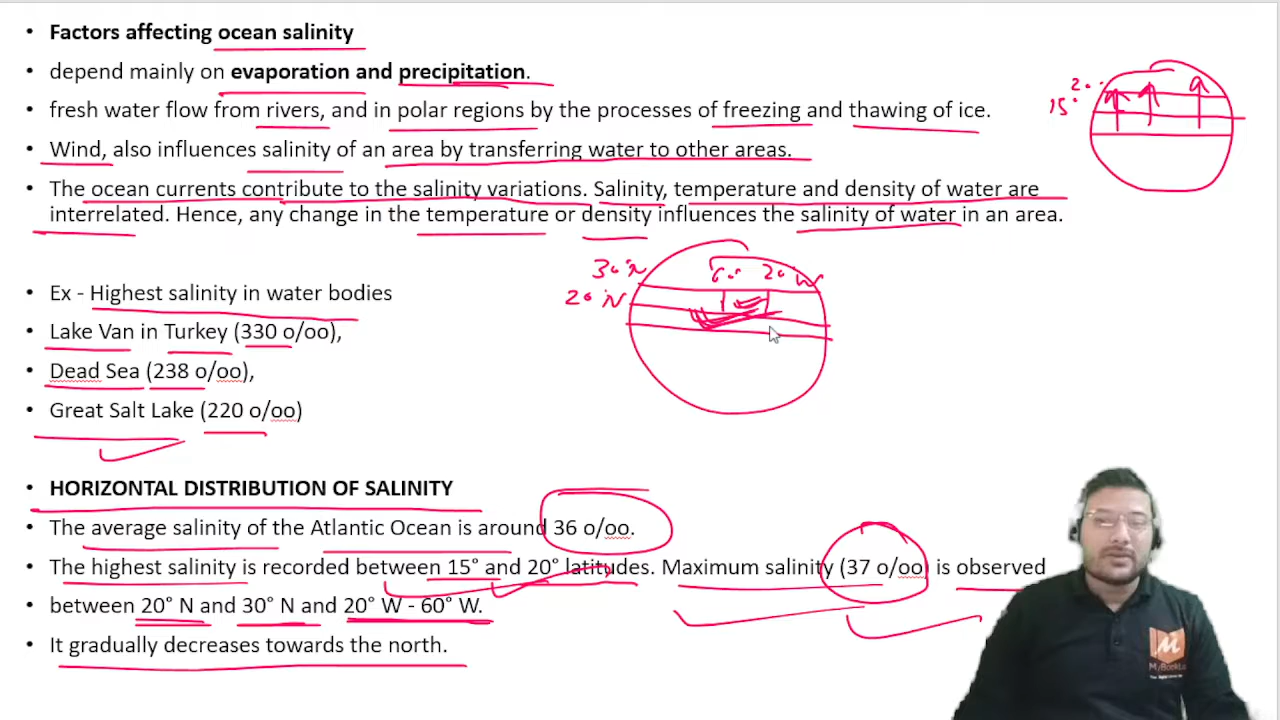 • Factors affecting ocean salinity
• depend mainly on evaporation and precipitation.
• fresh water flow from rivers, and in polar regions by the processes of freezing and thawing of ice.
• Wind, also influences salinity of an area by transferring water to other areas.
• The ocean currents contribute to the salinity variations. Salinity, temperature and density of water are
interrelated. Hence, any change in the temperature or density influences the salinity of water in an area.
20°
15°
30 N
60° 20 W
20 N
• Ex - Highest salinity in water bodies
• Lake Van in Turkey (330 o/oo),
• Dead Sea (238 o/oo),
• Great Salt Lake (220 o/oo)
• HORIZONTAL DISTRIBUTION OF SALINITY
• The average salinity of the Atlantic Ocean is around 36 o/oo.
• The highest salinity is recorded between 15° and 20° latitudes. Maximum salinity (37 o/oo) is observed
• between 20° N and 30° N and 20° W - 60° W.
• It gradually decreases towards the north.
M